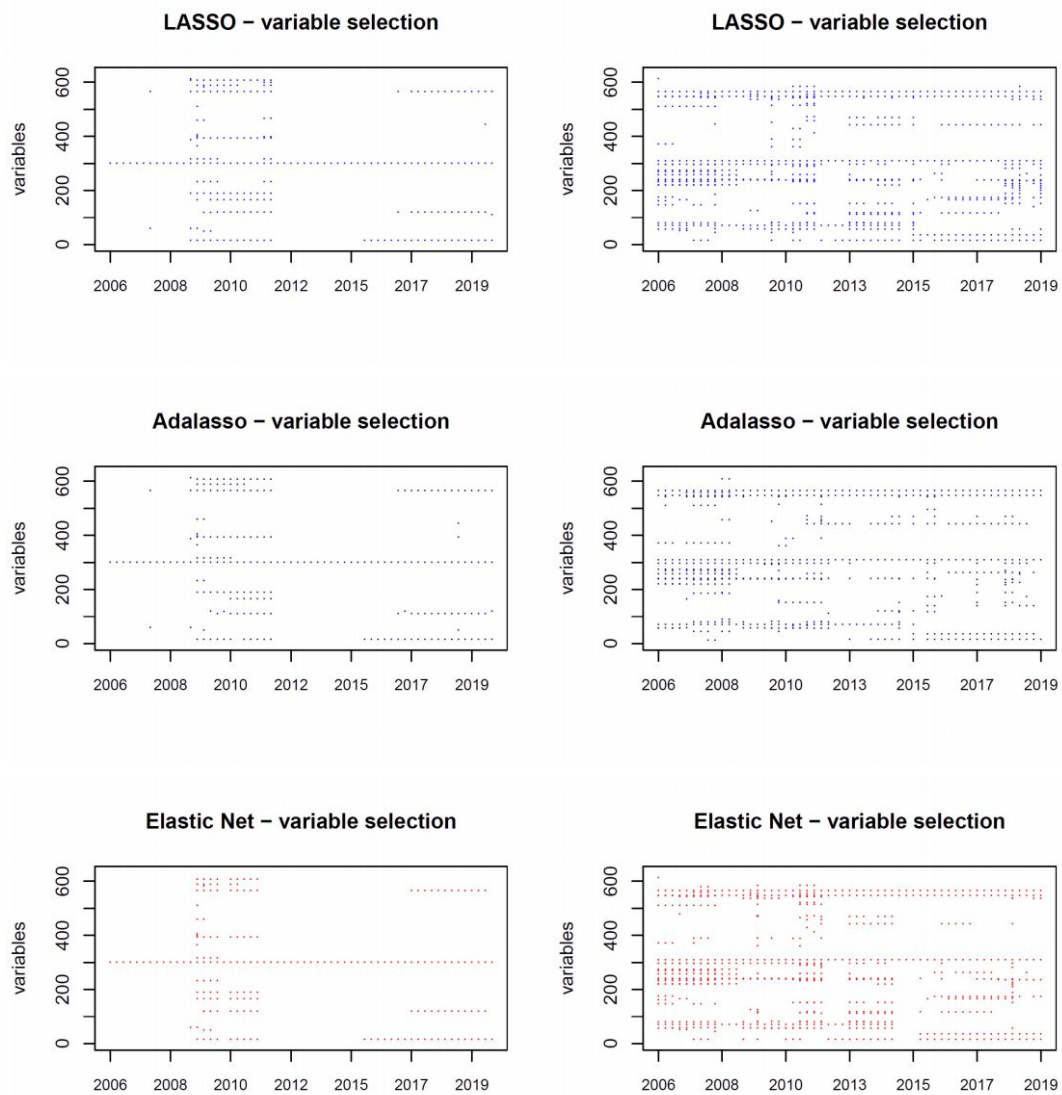 LASSO − variable selection
variables
0 200 400 600
2006 2008 2010 2012 2015 2017 2019
LASSO − variable selection
variables
0 200 400 600
2006 2008 2010 2013 2015 2017 2019
Adalasso − variable selection
variables
0 200 400 600
2006 2008 2010 2012 2015 2017 2019
Adalasso − variable selection
variables
0 200 400 600
2006 2008 2010 2013 2015 2017 2019
Elastic Net − variable selection
variables
0 200 400 600
2006 2008 2010 2012 2015 2017 2019
Elastic Net − variable selection
variables
0 200 400 600
2006 2008 2010 2013 2015 2017 2019